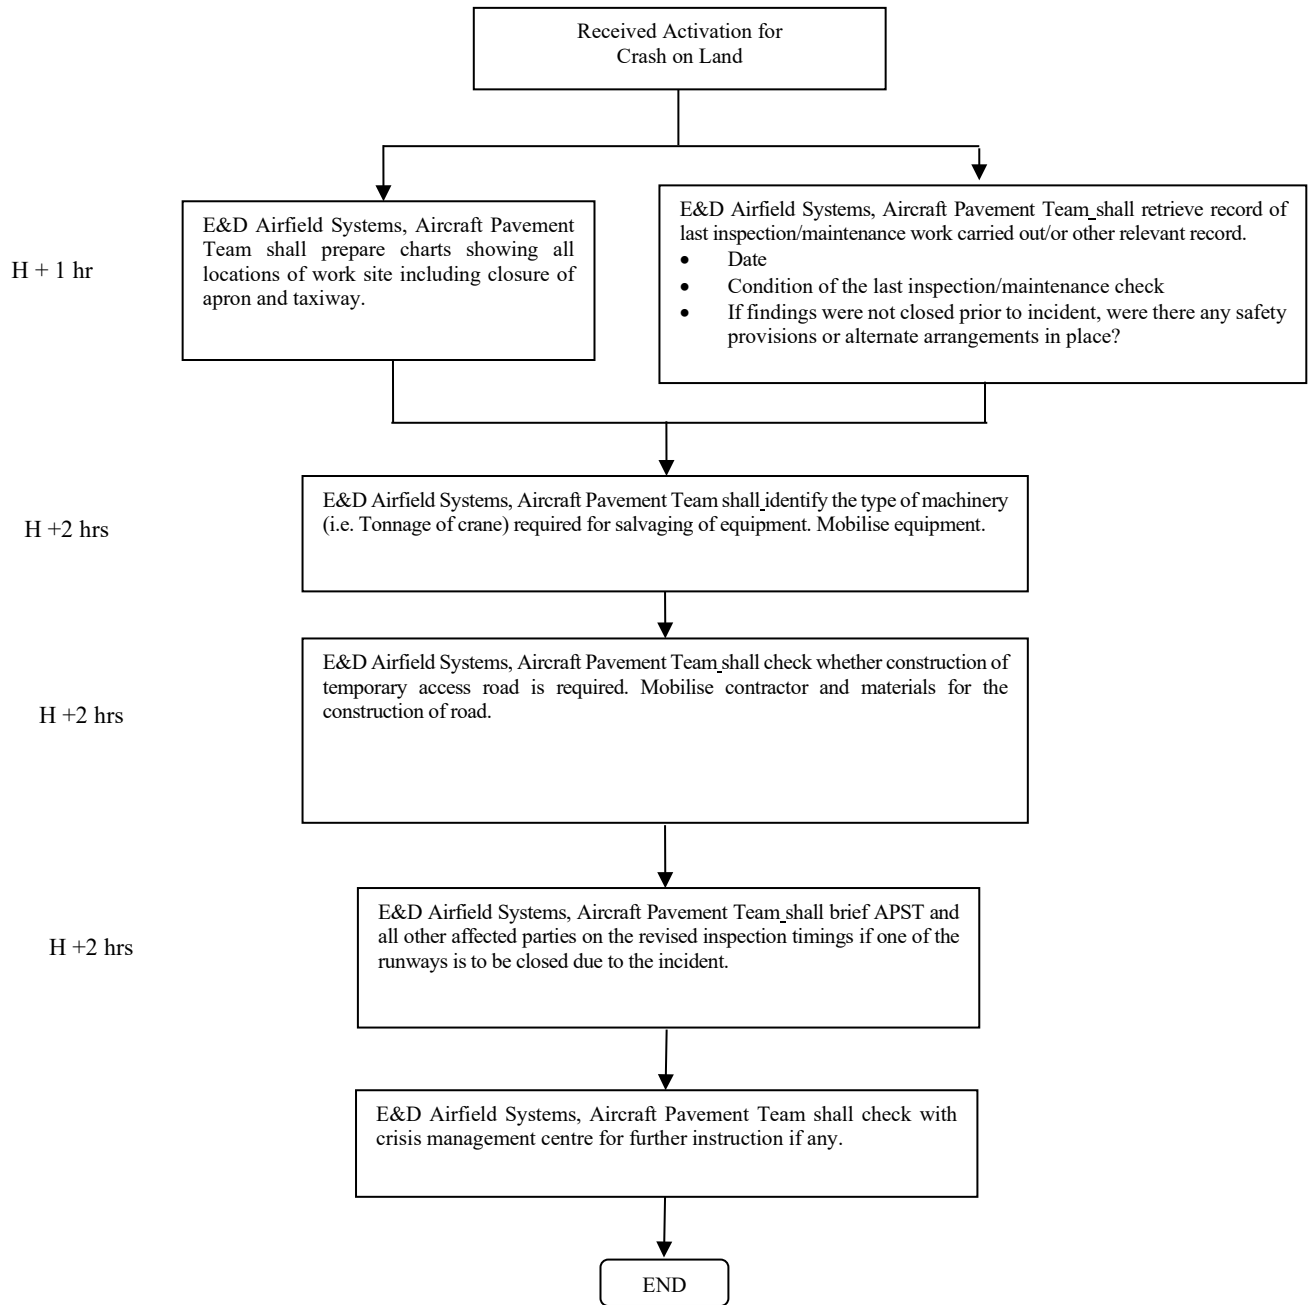 Received Activation for
Crash on Land
H + 1 hr
E&D Airfield Systems, Aircraft Pavement
Team shall prepare charts showing all
locations of work site including closure of
apron and taxiway.
E&D Airfield Systems, Aircraft Pavement Team shall retrieve record of
last inspection/maintenance work carried out/or other relevant record.
• Date
• Condition of the last inspection/maintenance check
• If findings were not closed prior to incident, were there any safety
provisions or alternate arrangements in place?
H +2 hrs
E&D Airfield Systems, Aircraft Pavement Team shall identify the type of machinery
(i.e. Tonnage of crane) required for salvaging of equipment. Mobilise equipment.
H +2 hrs
E&D Airfield Systems, Aircraft Pavement Team shall check whether construction of
temporary access road is required. Mobilise contractor and materials for the
construction of road.
H +2 hrs
E&D Airfield Systems, Aircraft Pavement Team shall brief APST and
all other affected parties on the revised inspection timings if one of the
runways is to be closed due to the incident.
E&D Airfield Systems, Aircraft Pavement Team shall check with
crisis management centre for further instruction if any.
END